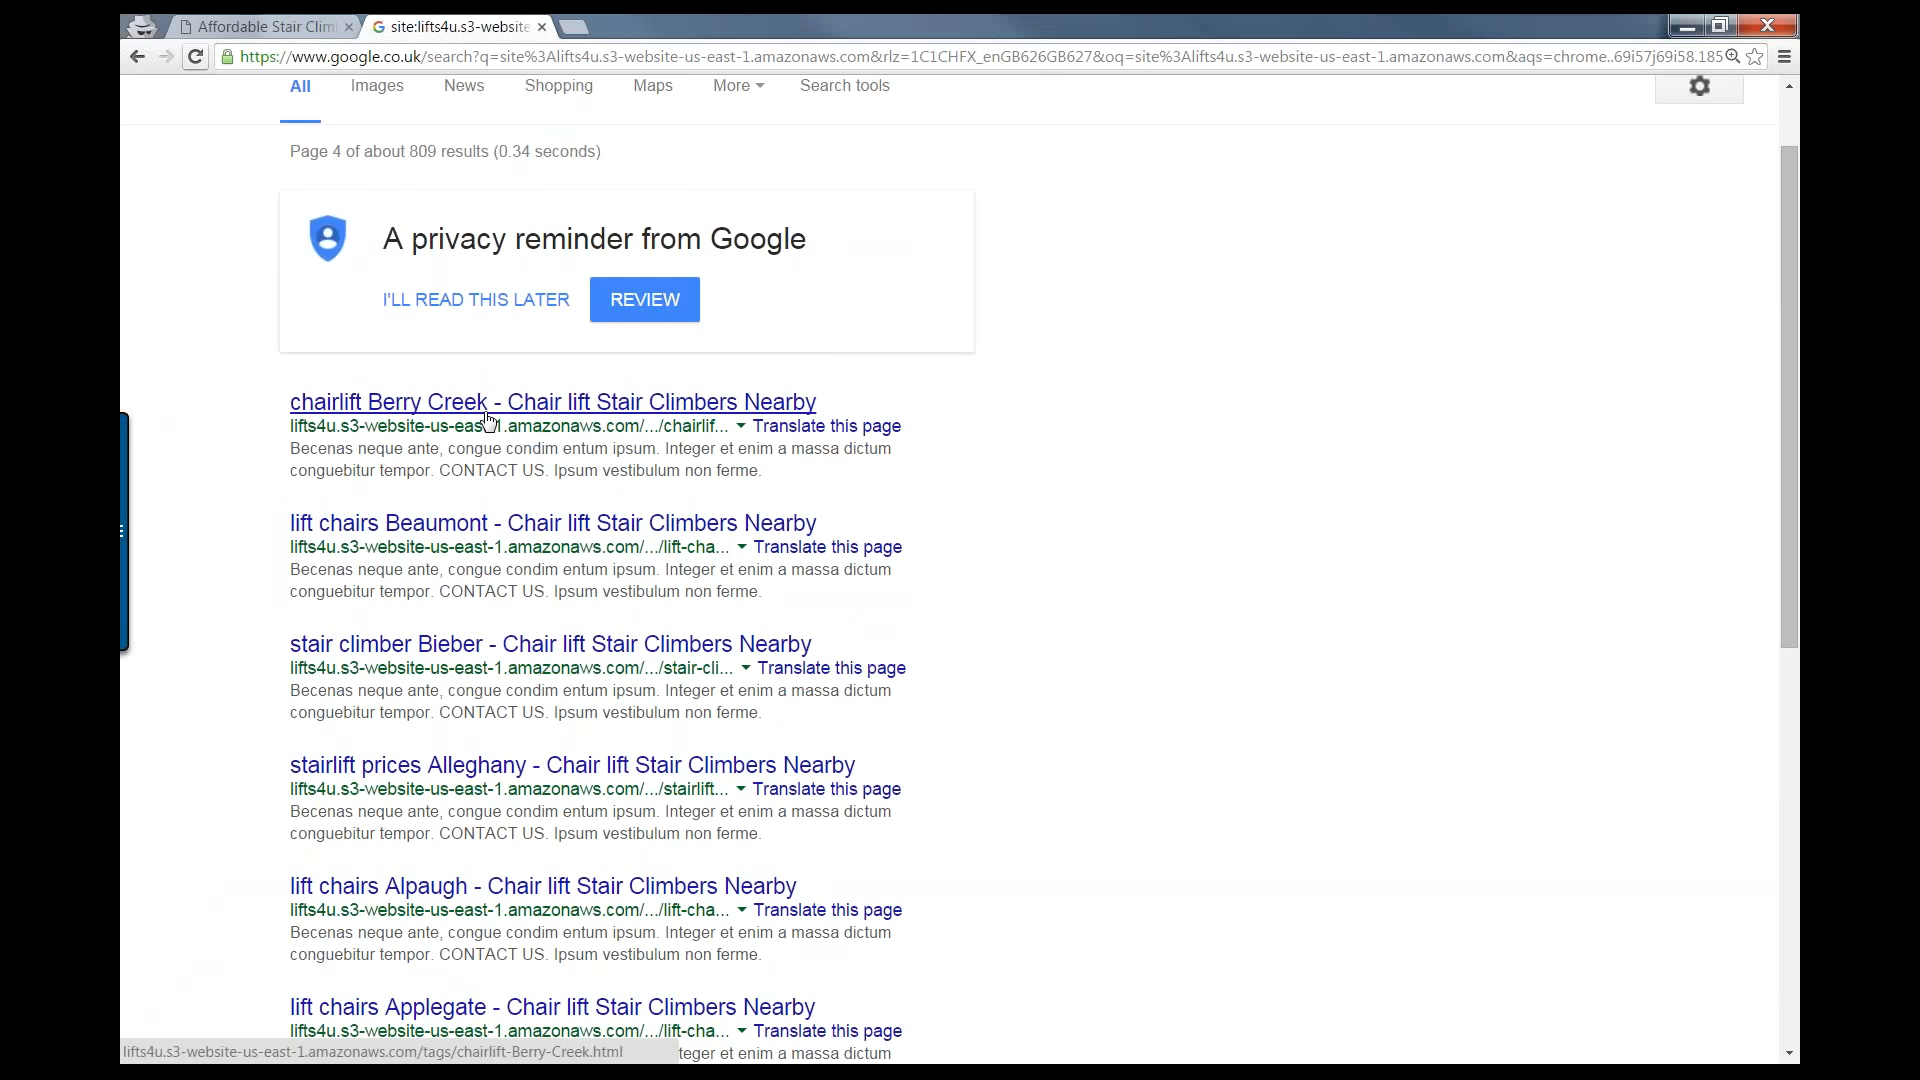 Affordable Stair Clim
site:lifts4u.s3-website
https://www.google.co.uk/search?q=site%3Alifts4u.s3-website-us-east-1.amazonaws.com&rlz=1C1CHFX_enGB626GB627&oq=site%3Alifts4u.s3-website-us-east-1.amazonaws.com&aqs=chrome..69i57j69i58.185
All Images News Shopping Maps More Search tools
Page 4 of about 809 results (0.34 seconds)
A privacy reminder from Google
I'LL READ THIS LATER REVIEW
chairlift Berry Creek - Chair lift Stair Climbers Nearby
lifts4u.s3-website-us-east-1.amazonaws.com/.../chairlif... Translate this page
Becenas neque ante, congue condim entum ipsum. Integer et enim a massa dictum
conguebitur tempor. CONTACT US. Ipsum vestibulum non ferme.
lift chairs Beaumont - Chair lift Stair Climbers Nearby
lifts4u.s3-website-us-east-1.amazonaws.com/.../lift-cha... Translate this page
Becenas neque ante, congue condim entum ipsum. Integer et enim a massa dictum
conguebitur tempor. CONTACT US. Ipsum vestibulum non ferme.
stair climber Bieber - Chair lift Stair Climbers Nearby
lifts4u.s3-website-us-east-1.amazonaws.com/.../stair-cli... Translate this page
Becenas neque ante, congue condim entum ipsum. Integer et enim a massa dictum
conguebitur tempor. CONTACT US. Ipsum vestibulum non ferme.
stairlift prices Alleghany - Chair lift Stair Climbers Nearby
lifts4u.s3-website-us-east-1.amazonaws.com/.../stairlift... Translate this page
Becenas neque ante, congue condim entum ipsum. Integer et enim a massa dictum
conguebitur tempor. CONTACT US. Ipsum vestibulum non ferme.
lift chairs Alpaugh - Chair lift Stair Climbers Nearby
lifts4u.s3-website-us-east-1.amazonaws.com/.../lift-cha... Translate this page
Becenas neque ante, congue condim entum ipsum. Integer et enim a massa dictum
conguebitur tempor. CONTACT US. Ipsum vestibulum non ferme.
lift chairs Applegate - Chair lift Stair Climbers Nearby
lifts4u.s3-website-us-east-1.amazonaws.com/.../lift-cha... Translate this page
lifts4u.s3-website-us-east-1.amazonaws.com/tags/chairlift-Berry-Creek.html
teger et enim a massa dictum